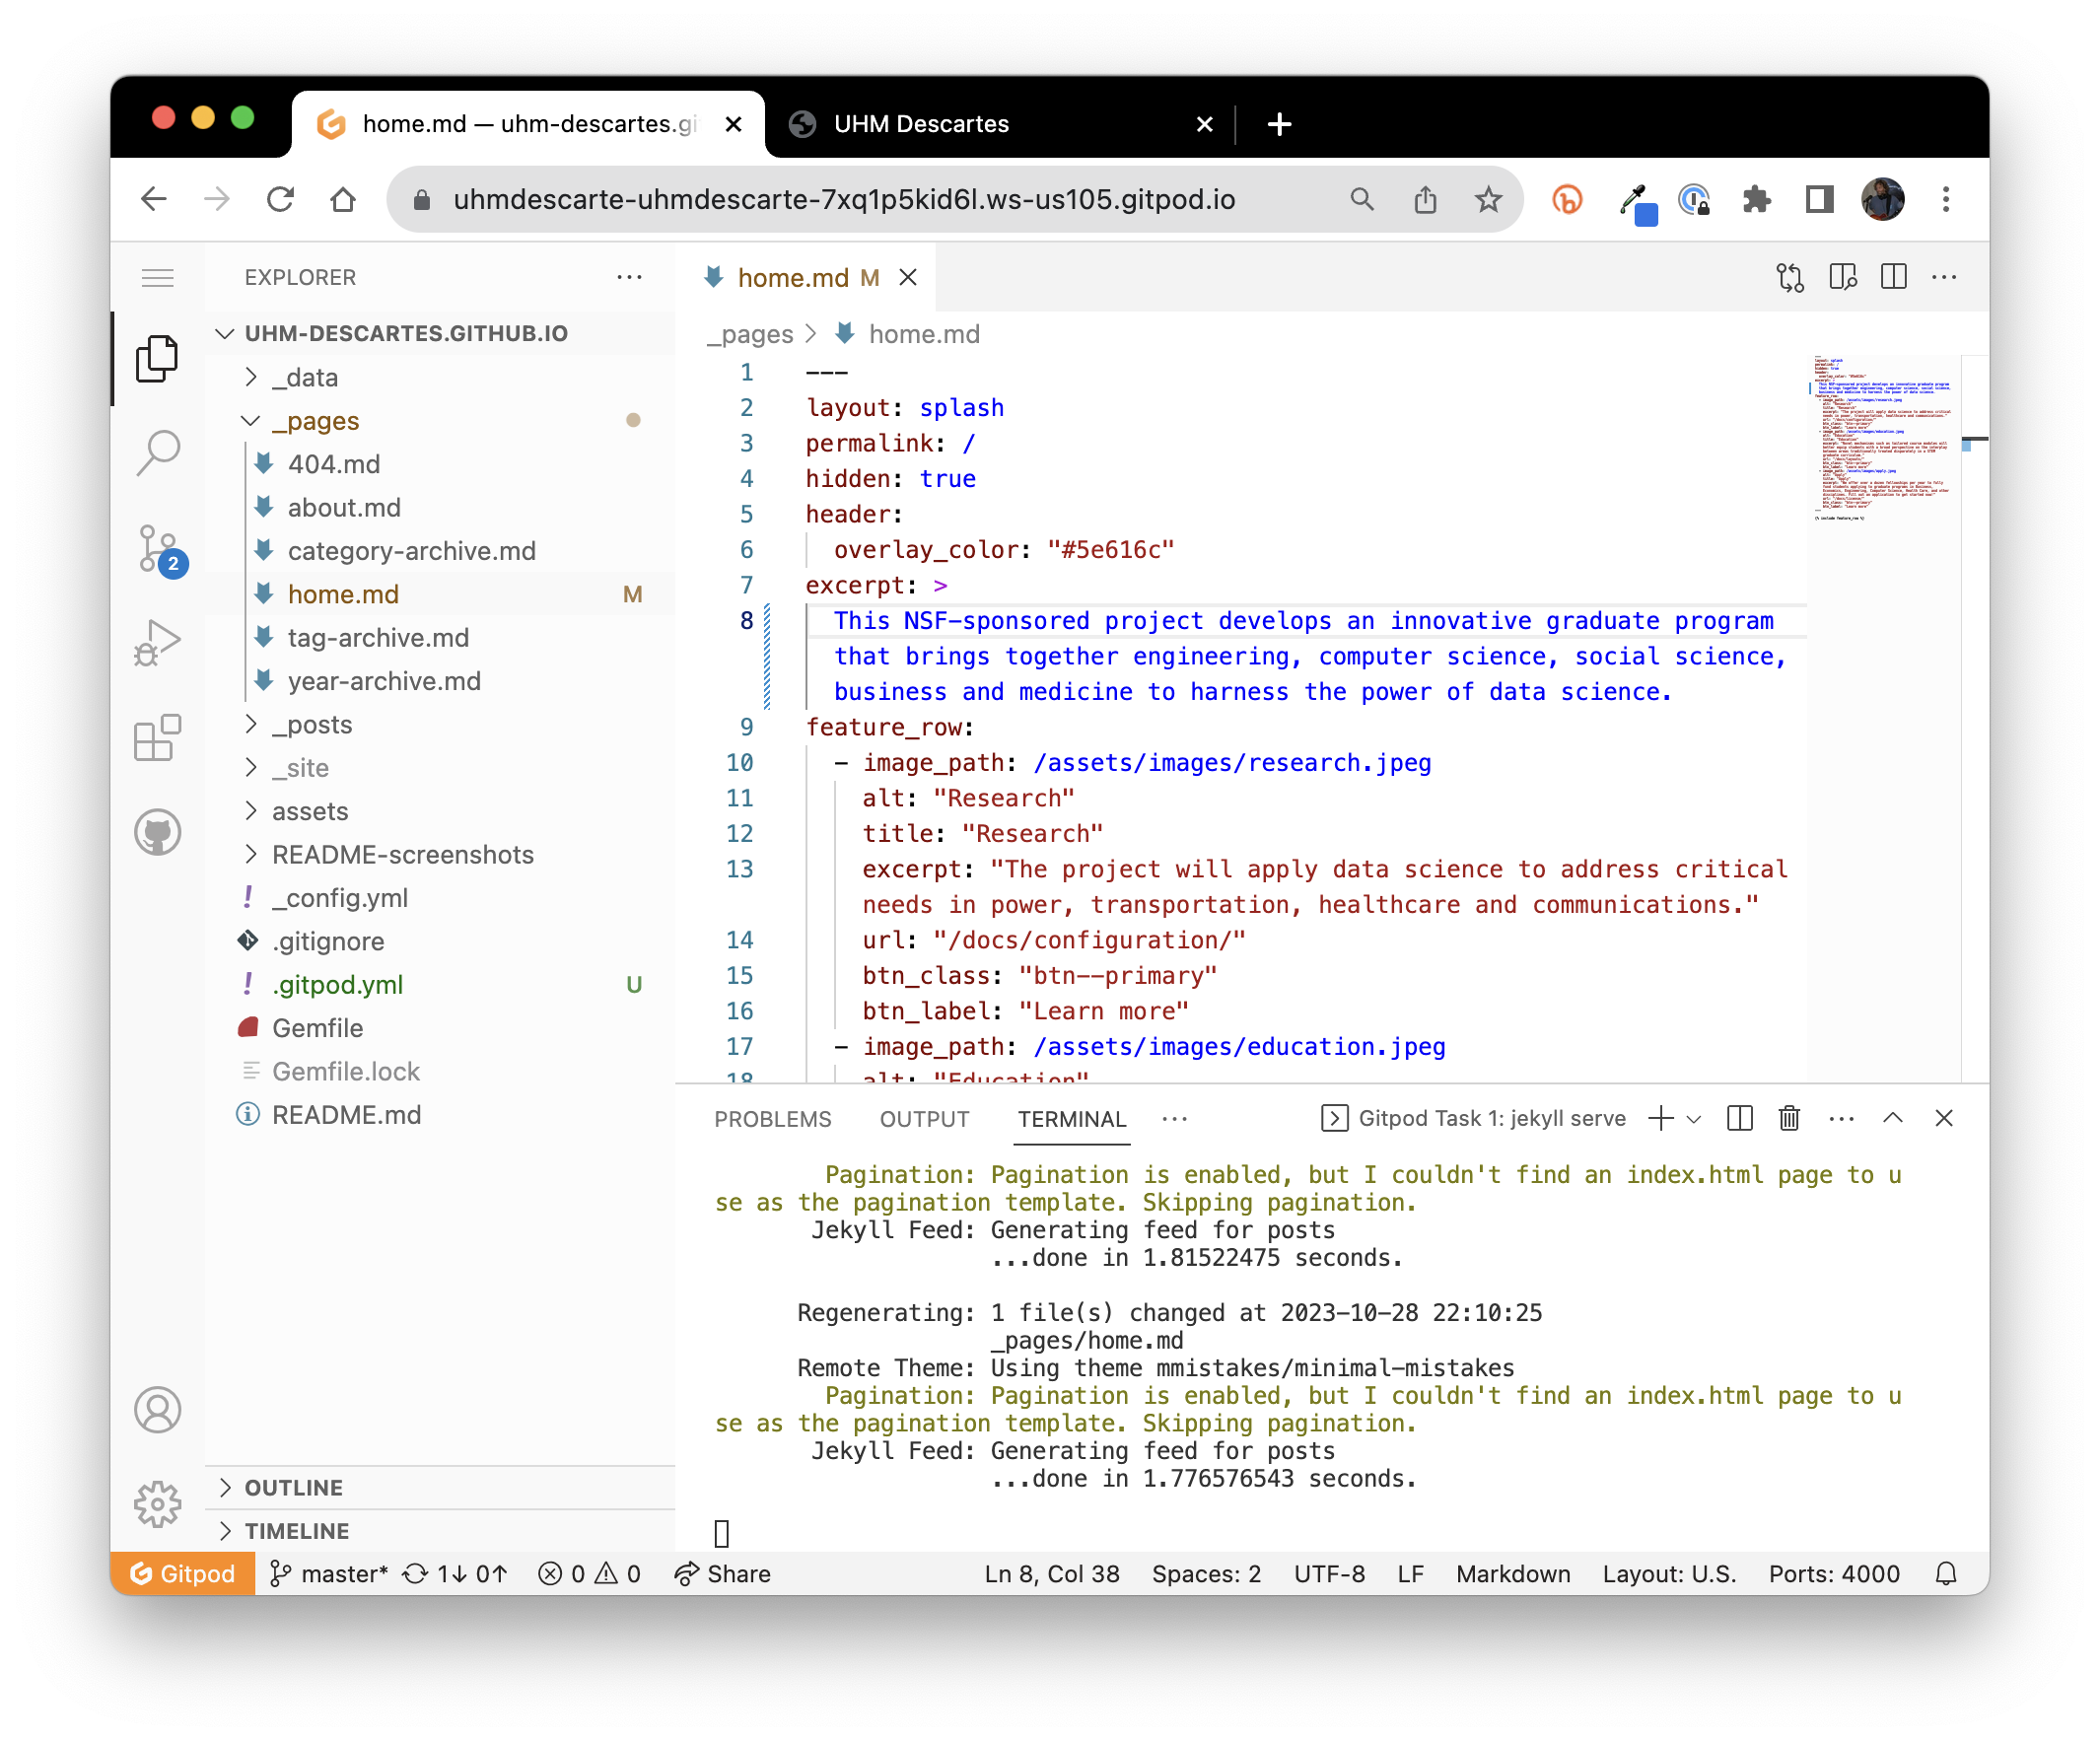 home.md — uhm-descartes.gi
UHM Descartes
uhmdescarte-uhmdescarte-7xq1p5kid6l.ws-us105.gitpod.io
EXPLORER
UHM-DESCARTES.GITHUB.IO
_data
_pages
404.md
about.md
category-archive.md
2
home.md M
tag-archive.md
year-archive.md
_posts
_site
assets
README-screenshots
! _config.yml
.gitignore
! .gitpod.yml U
Gemfile
Gemfile.lock
README.md
OUTLINE
TIMELINE
home.md M
_pages > home.md
1 ---
2 layout: splash
3 permalink: /
4 hidden: true
5 header:
6 overlay_color: "#5e616c"
7 excerpt: >
8 This NSF-sponsored project develops an innovative graduate program
that brings together engineering, computer science, social science,
business and medicine to harness the power of data science.
9 feature_row:
10 - image_path: /assets/images/research.jpeg
11 alt: "Research"
12 title: "Research"
13 excerpt: "The project will apply data science to address critical
needs in power, transportation, healthcare and communications."
14 url: "/docs/configuration/"
15 btn_class: "btn--primary"
16 btn_label: "Learn more"
17 - image_path: /assets/images/education.jpeg
18 alt: "Education"
PROBLEMS OUTPUT TERMINAL ··· Gitpod Task 1: jekyll serve
Pagination: Pagination is enabled, but I couldn't find an index.html page to u
se as the pagination template. Skipping pagination.
Jekyll Feed: Generating feed for posts
...done in 1.81522475 seconds.
Regenerating: 1 file(s) changed at 2023-10-28 22:10:25
_pages/home.md
Remote Theme: Using theme mmistakes/minimal-mistakes
Pagination: Pagination is enabled, but I couldn't find an index.html page to u
se as the pagination template. Skipping pagination.
Jekyll Feed: Generating feed for posts
...done in 1.776576543 seconds.
Gitpod master* 1↓ 0↑ 0 0 Share Ln 8, Col 38 Spaces: 2 UTF-8 LF Markdown Layout: U.S. Ports: 4000